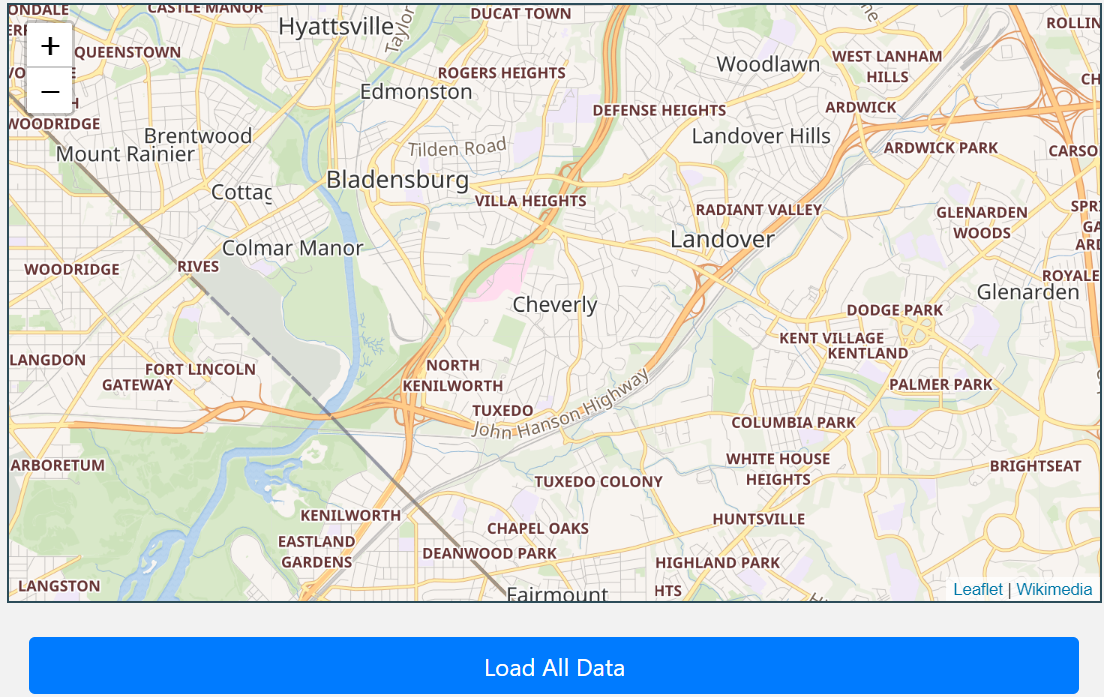 ONDALE
CASTLE MANOR
Hyattsville
Taylor
DUCAT TOWN
ROLLIN
+
QUEENSTOWN
ROGERS HEIGHTS
Woodlawn
WEST LANHAM
HILLS
−
Edmonston
DEFENSE HEIGHTS
ARDWICK
WOODRIDGE
Brentwood
Landover Hills
Mount Rainier
Tilden Road
ARDWICK PARK
CARSO
Bladensburg
Cottag
VILLA HEIGHTS
RADIANT VALLEY
GLENARDEN
WOODS
SPRI
GA
ARD
Colmar Manor
Landover
WOODRIDGE
RIVES
ROYALE
Glenarden
Cheverly
DODGE PARK
KENT VILLAGE
KENTLAND
LANGDON
FORT LINCOLN
GATEWAY
NORTH
KENILWORTH
PALMER PARK
TUXEDO
John Hanson Highway
COLUMBIA PARK
ARBORETUM
WHITE HOUSE
HEIGHTS
BRIGHTSEAT
TUXEDO COLONY
KENILWORTH
CHAPEL OAKS
HUNTSVILLE
EASTLAND
GARDENS
DEANWOOD PARK
HIGHLAND PARK
LANGSTON
Fairmount
HTS
Leaflet | Wikimedia
Load All Data